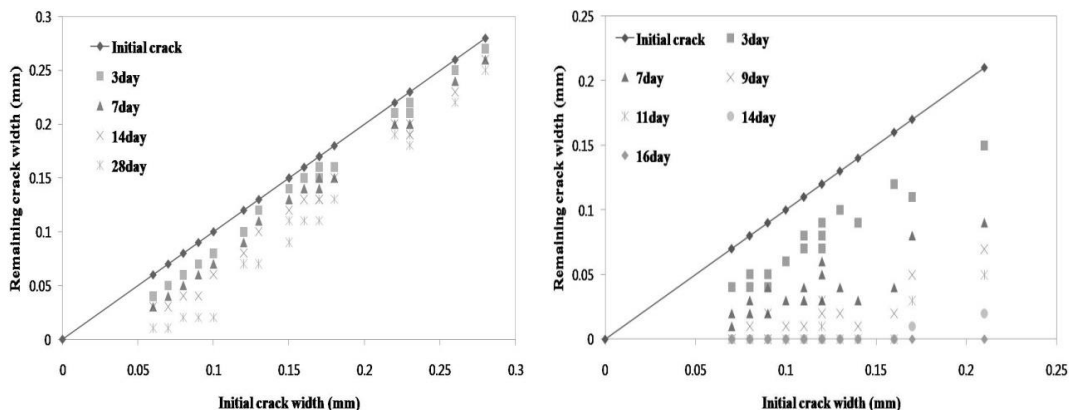 0.3
0.25
0.2
0.15
0.1
0.05
0
Remaining crack width (mm)
Initial crack
3day
7day
14day
28day
0 0.05 0.1 0.15 0.2 0.25 0.3
Initial crack width (mm)
0.25
0.2
0.15
0.1
0.05
0
Remaining crack width (mm)
Initial crack 3day
7day 9day
11day 14day
16day
0 0.05 0.1 0.15 0.2 0.25
Initial crack width (mm)